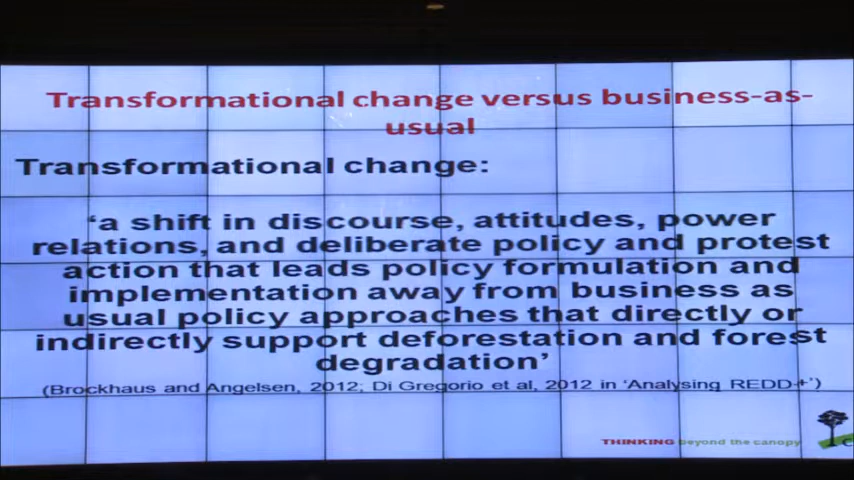 Transformational change versus business-as-
usual
Transformational change:
‘a shift in discourse, attitudes, power
relations, and deliberate policy and protest
action that leads policy formulation and
implementation away from business as
usual policy approaches that directly or
indirectly support deforestation and forest
degradation’
(Brockhaus and Angelsen, 2012; Di Gregorio et al, 2012 in ‘Analysing REDD+’)
THINKING beyond the canopy